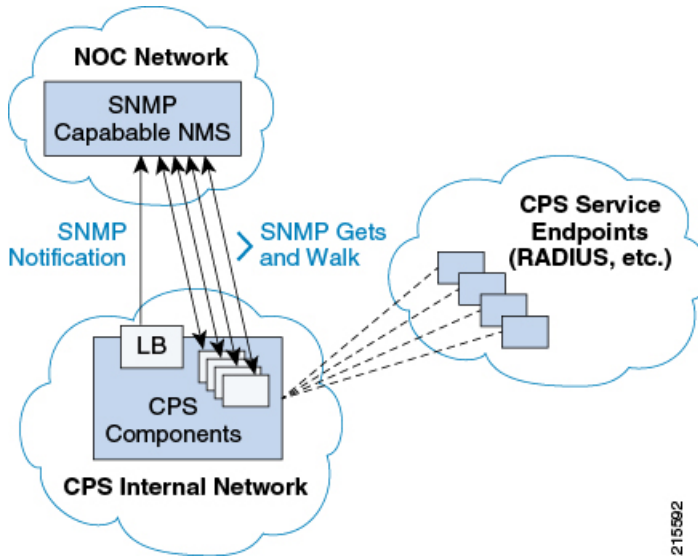 NOC Network
SNMP
Capabable NMS
SNMP
Notification
SNMP Gets
and Walk
CPS Service
Endpoints
(RADIUS, etc.)
LB
CPS
Components
CPS Internal Network
215592